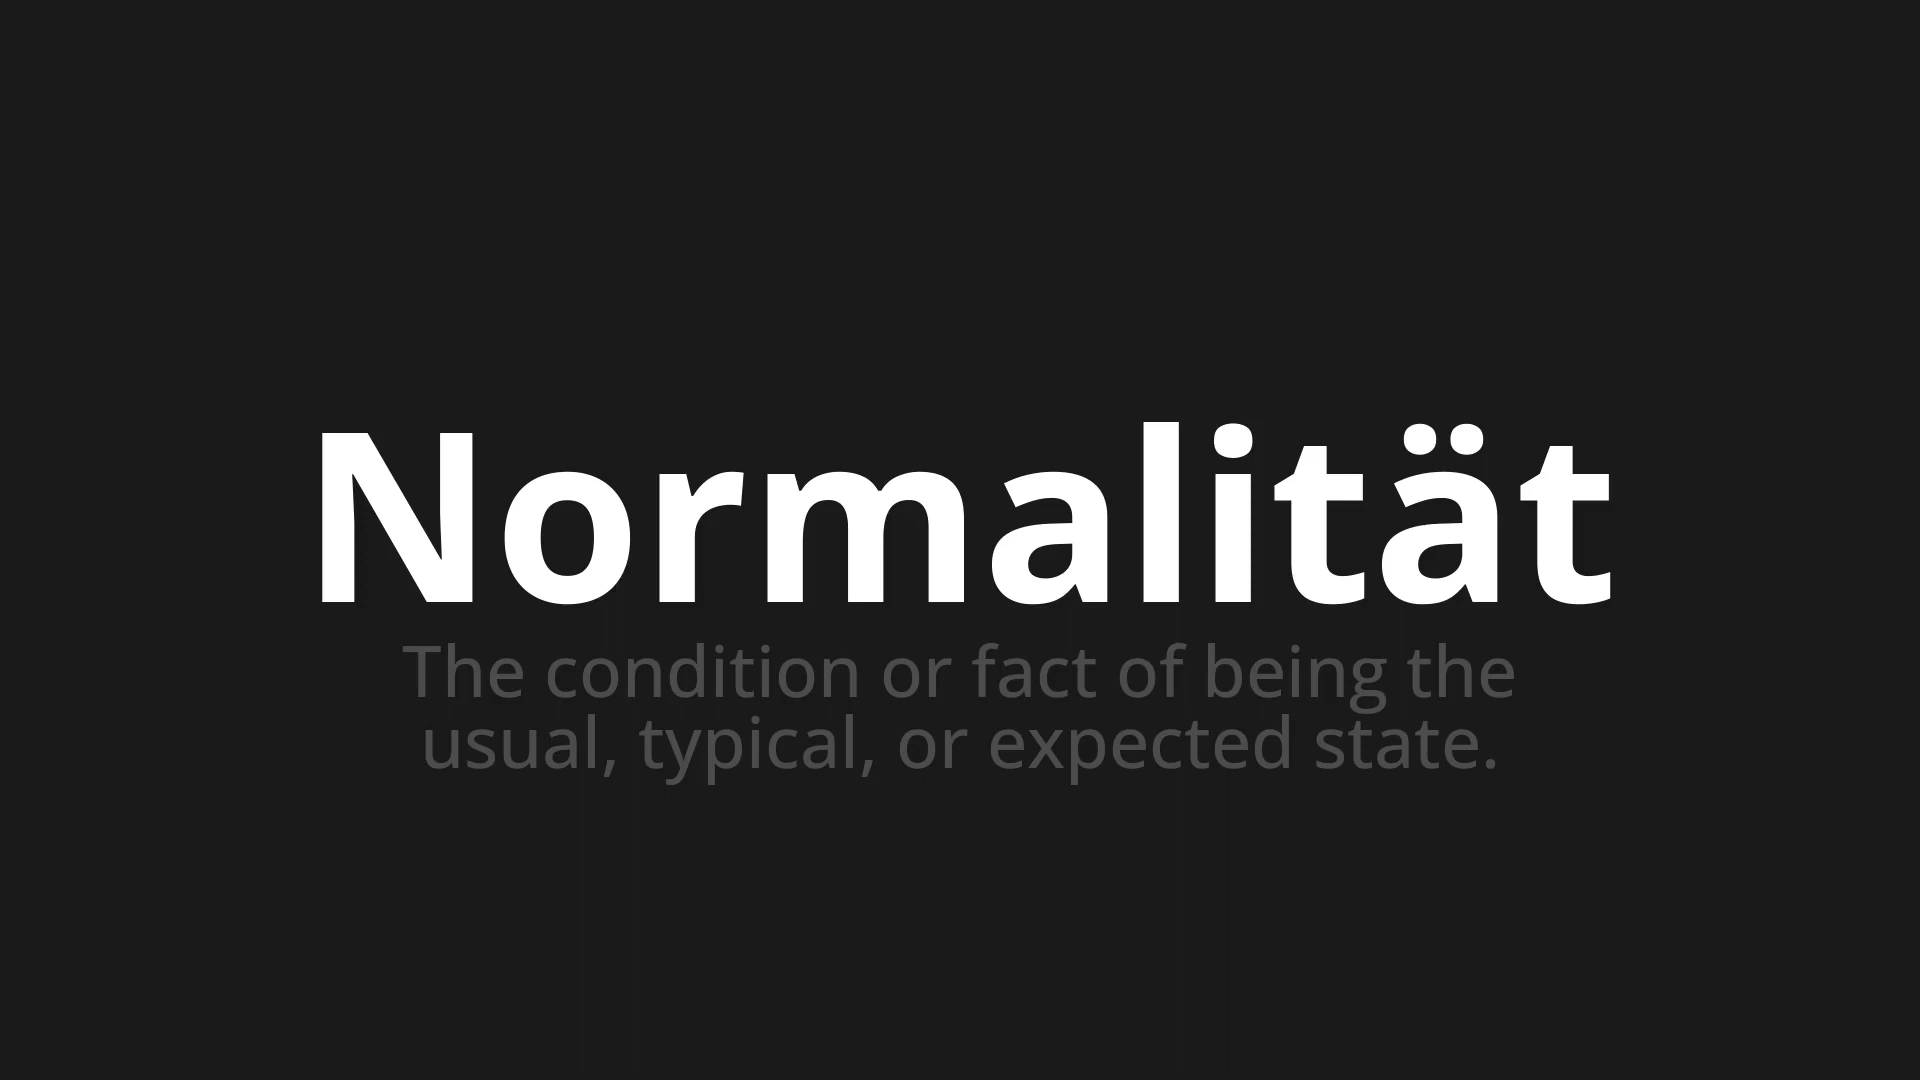 Normalität
The condition or fact of being the
usual, typical, or expected state.